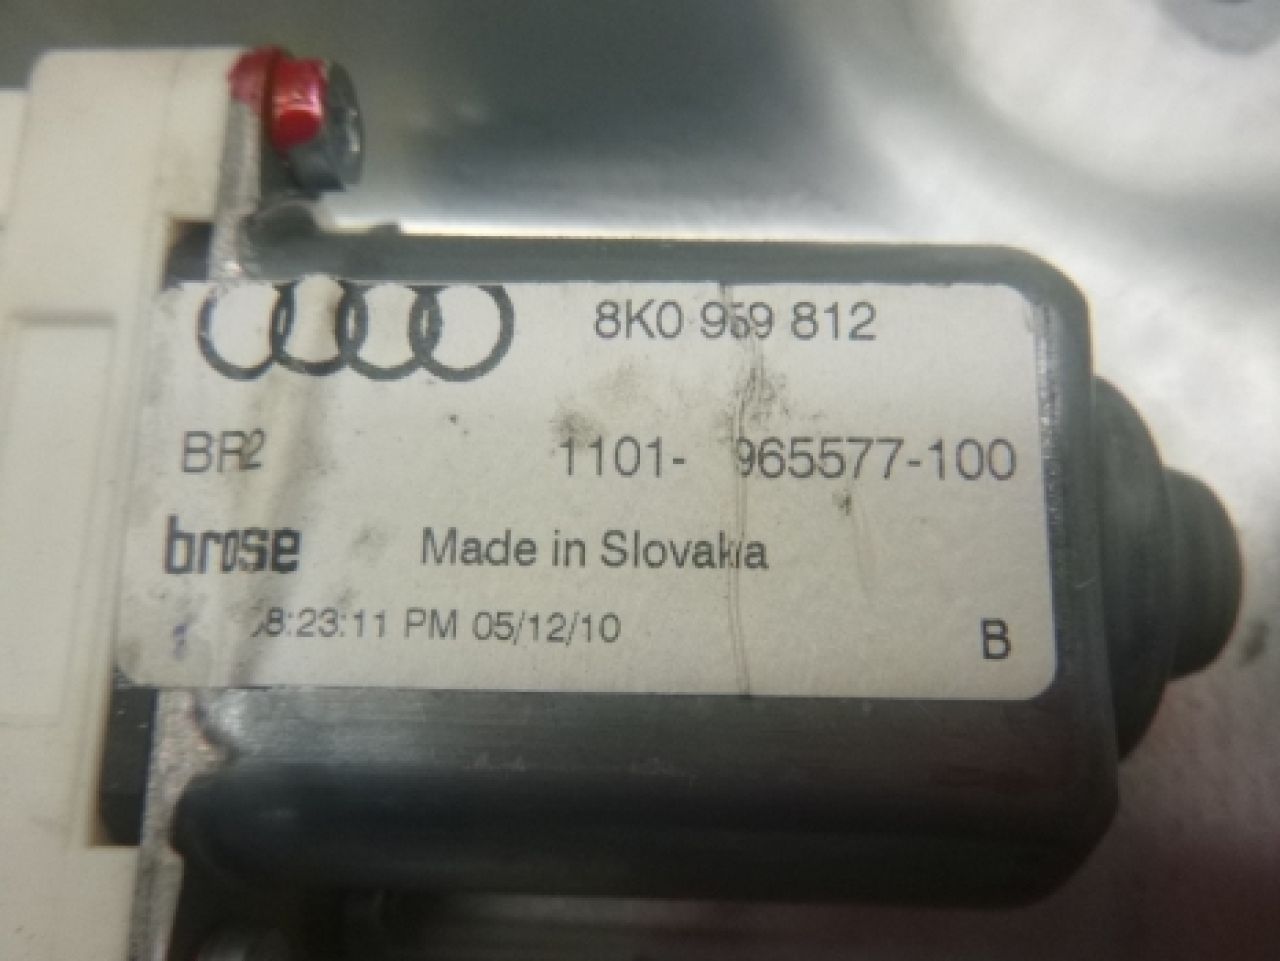 8K0 959 812
BR2 1101- 965577-100
brose Made in Slovakia
8:23:11 PM 05/12/10
B